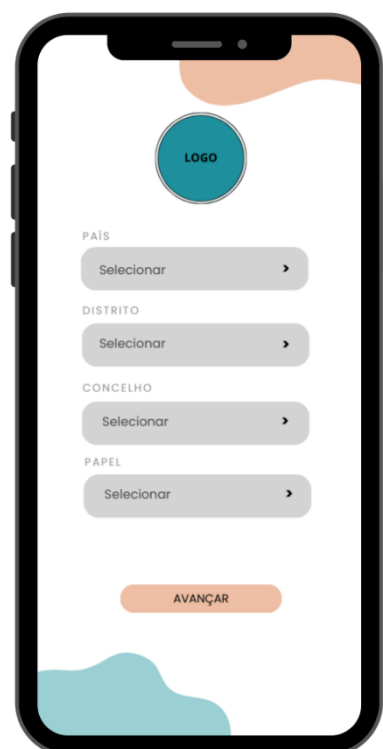 LOGO
PAÍS
Selecionar
DISTRITO
Selecionar
CONCELHO
Selecionar
PAPEL
Selecionar
AVANÇAR